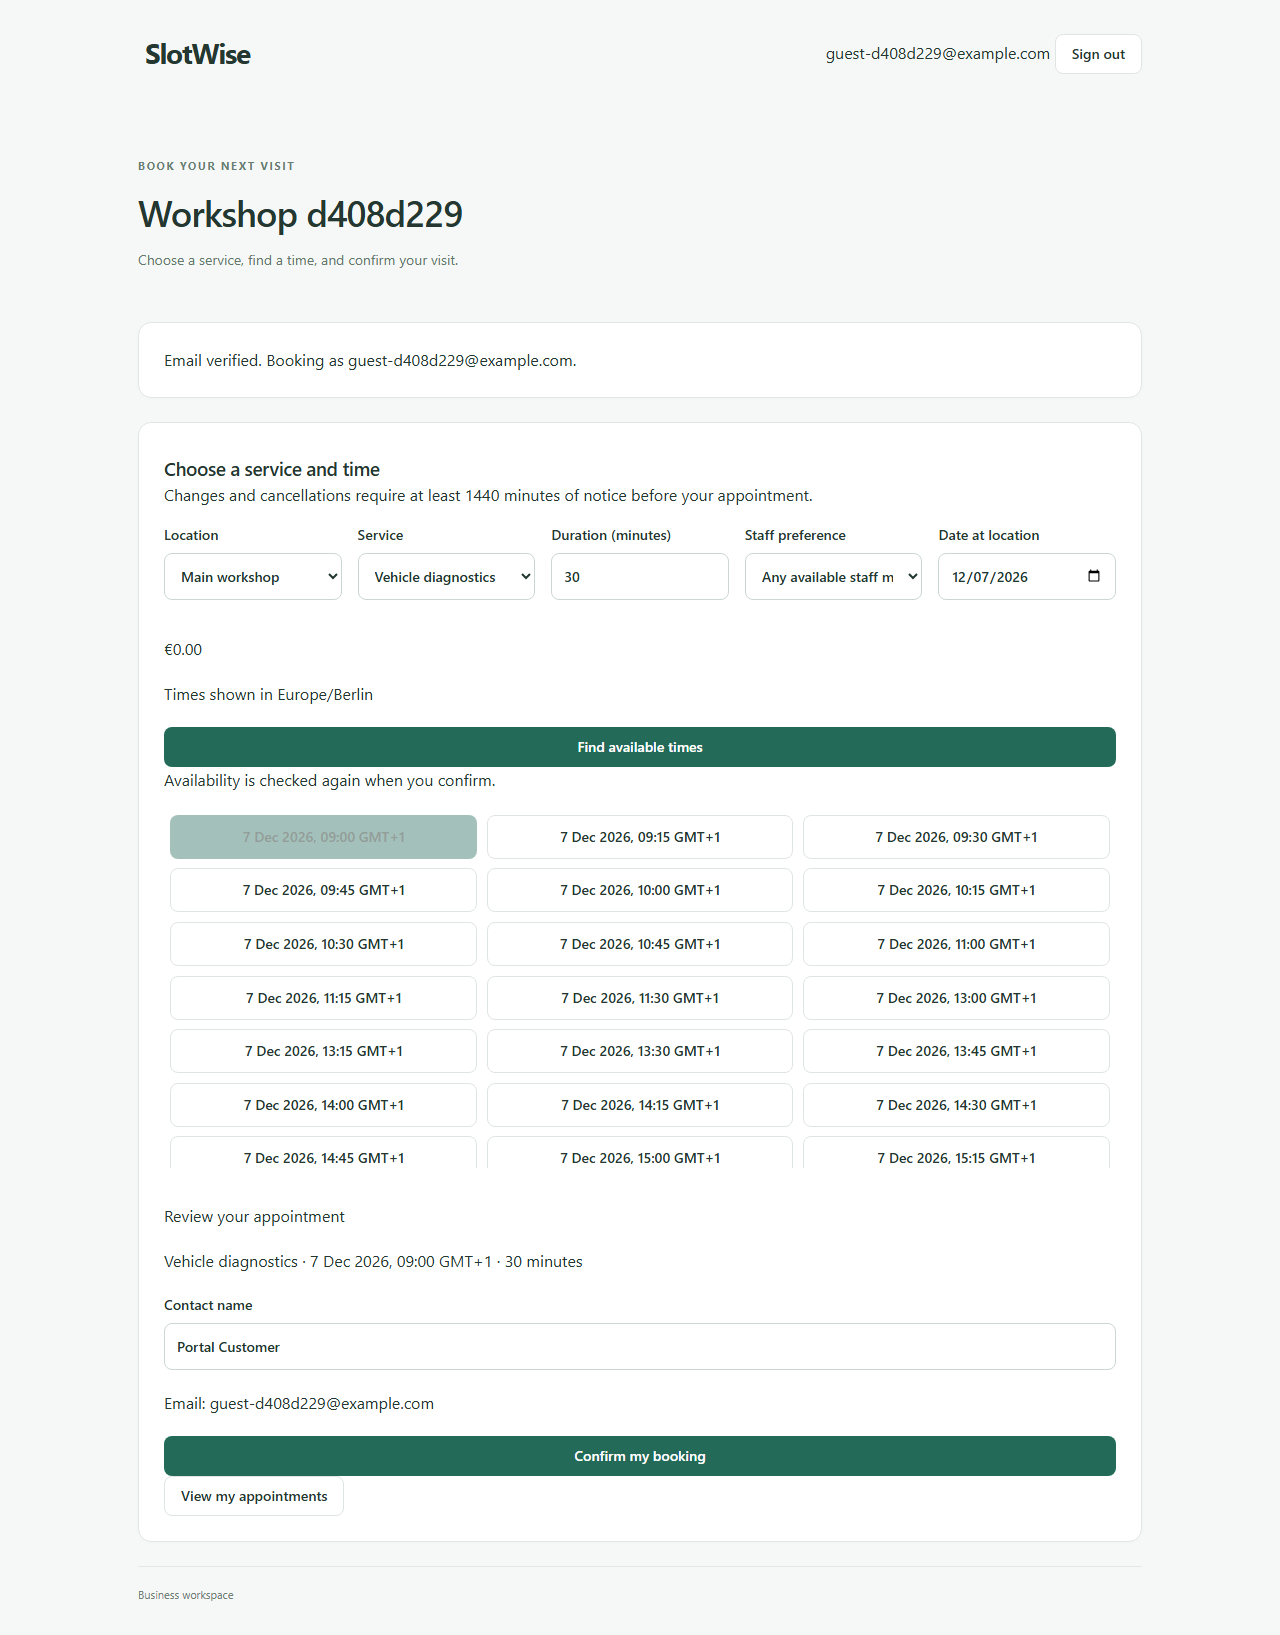 SlotWise
guest-d408d229@example.com Sign out
BOOK YOUR NEXT VISIT
Workshop d408d229
Choose a service, find a time, and confirm your visit.
Email verified. Booking as guest-d408d229@example.com.
Choose a service and time
Changes and cancellations require at least 1440 minutes of notice before your appointment.
Location Service Duration (minutes) Staff preference Date at location
Main workshop Vehicle diagnostics 30 Any available staff m 12/07/2026
€0.00
Times shown in Europe/Berlin
Find available times
Availability is checked again when you confirm.
7 Dec 2026, 09:00 GMT+1 7 Dec 2026, 09:15 GMT+1 7 Dec 2026, 09:30 GMT+1
7 Dec 2026, 09:45 GMT+1 7 Dec 2026, 10:00 GMT+1 7 Dec 2026, 10:15 GMT+1
7 Dec 2026, 10:30 GMT+1 7 Dec 2026, 10:45 GMT+1 7 Dec 2026, 11:00 GMT+1
7 Dec 2026, 11:15 GMT+1 7 Dec 2026, 11:30 GMT+1 7 Dec 2026, 13:00 GMT+1
7 Dec 2026, 13:15 GMT+1 7 Dec 2026, 13:30 GMT+1 7 Dec 2026, 13:45 GMT+1
7 Dec 2026, 14:00 GMT+1 7 Dec 2026, 14:15 GMT+1 7 Dec 2026, 14:30 GMT+1
7 Dec 2026, 14:45 GMT+1 7 Dec 2026, 15:00 GMT+1 7 Dec 2026, 15:15 GMT+1
Review your appointment
Vehicle diagnostics · 7 Dec 2026, 09:00 GMT+1 · 30 minutes
Contact name
Portal Customer
Email: guest-d408d229@example.com
Confirm my booking
View my appointments
Business workspace